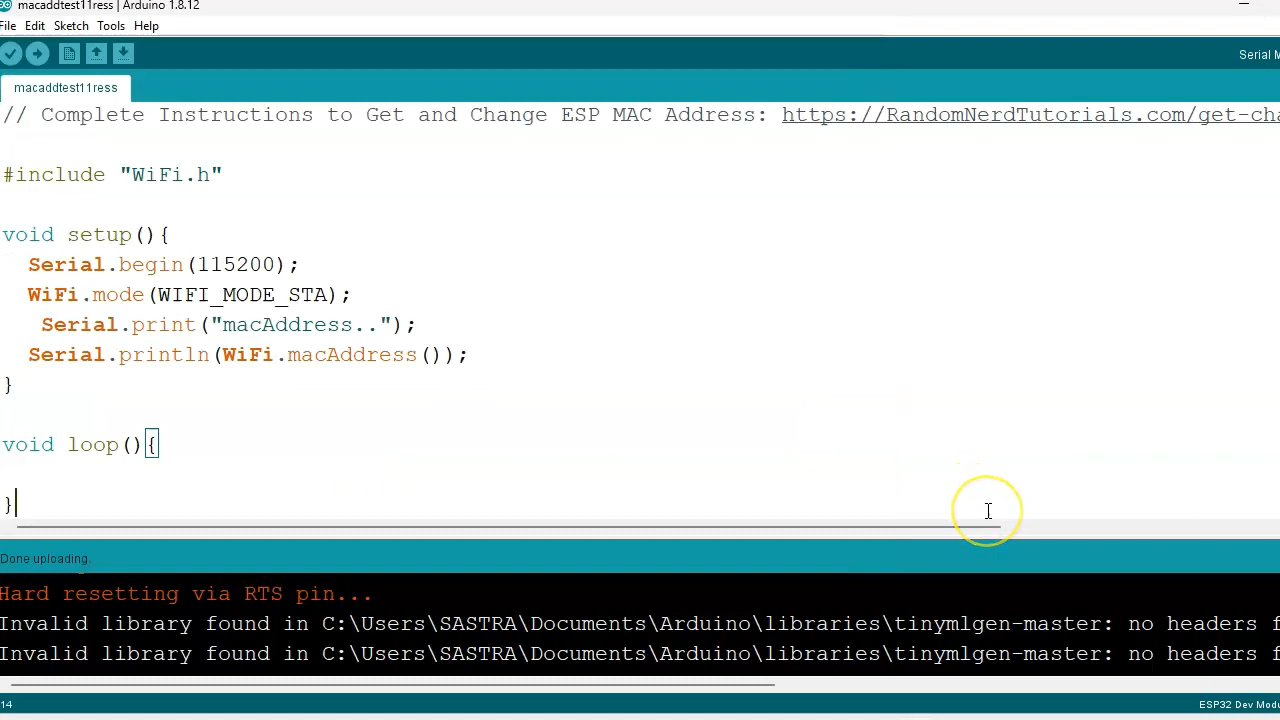 macaddtest11ress | Arduino 1.8.12
File Edit Sketch Tools Help
Serial M
macaddtest11ress
// Complete Instructions to Get and Change ESP MAC Address: https://RandomNerdTutorials.com/get-cha
#include "WiFi.h"
void setup(){
Serial.begin(115200);
WiFi.mode(WIFI_MODE_STA);
Serial.print("macAddress..");
Serial.println(WiFi.macAddress());
}
void loop(){
}
Done uploading.
Hard resetting via RTS pin...
Invalid library found in C:\Users\SASTRA\Documents\Arduino\libraries\tinymlgen-master: no headers f
Invalid library found in C:\Users\SASTRA\Documents\Arduino\libraries\tinymlgen-master: no headers f
14
ESP32 Dev Modu